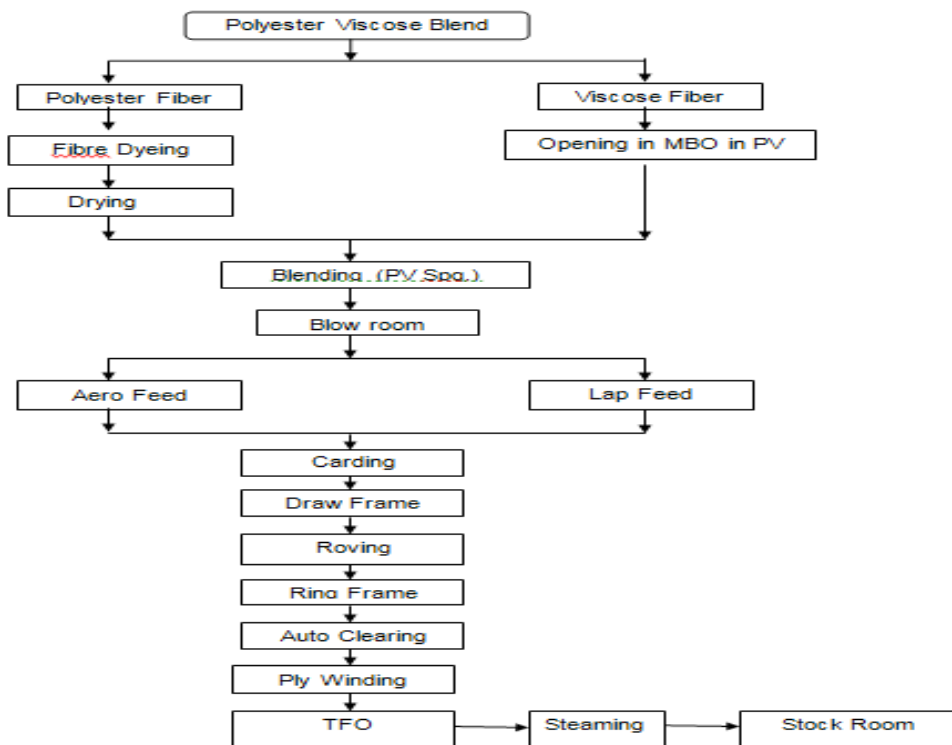 Polyester Viscose Blend
Polyester Fiber
Viscose Fiber
Fibre Dyeing
Opening in MBO in PV
Drying
Blending (PV Spg.)
Blow room
Aero Feed
Lap Feed
Carding
Draw Frame
Roving
Ring Frame
Auto Clearing
Ply Winding
TFO
Steaming
Stock Room